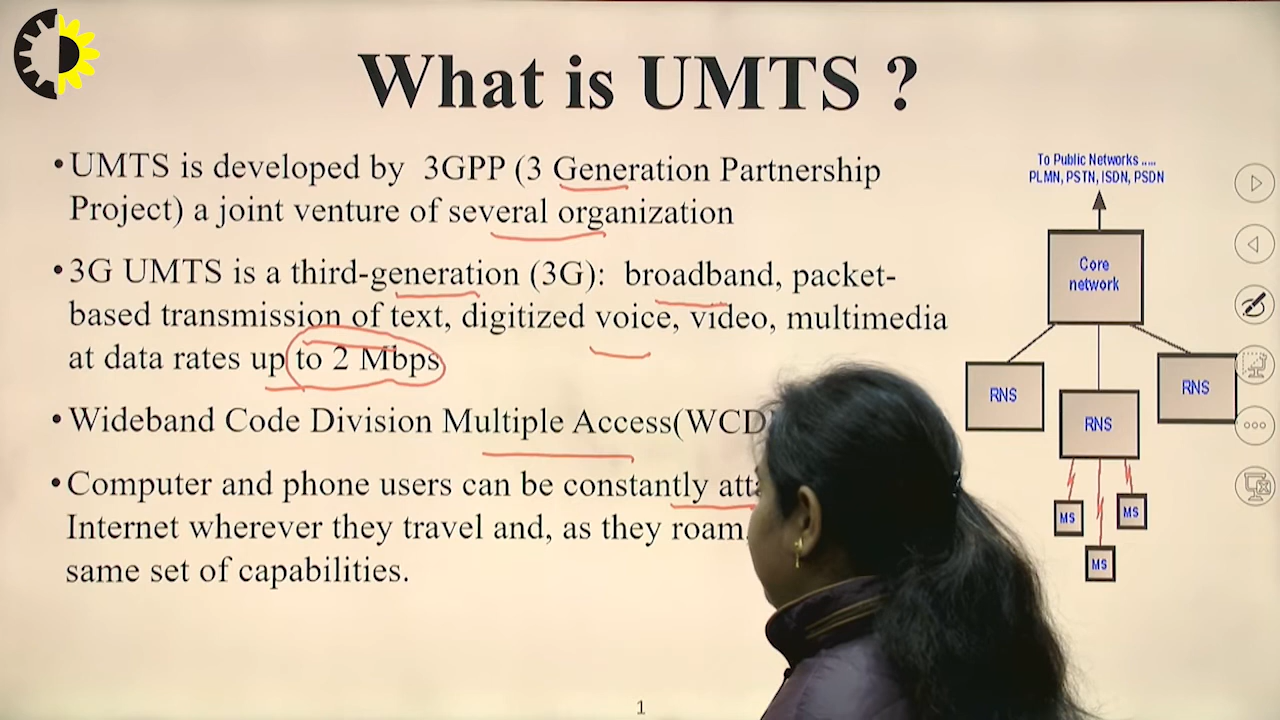 What is UMTS ?
•UMTS is developed by 3GPP (3 Generation Partnership
Project) a joint venture of several organization
•3G UMTS is a third-generation (3G): broadband, packet-
based transmission of text, digitized voice, video, multimedia
at data rates up to 2 Mbps
•Wideband Code Division Multiple Access(WCD
•Computer and phone users can be constantly
Internet wherever they travel and, as they roam,
same set of capabilities.
To Public Networks .....
PLMN, PSTN, ISDN, PSDN
Core
network
RNS
RNS
RNS
MS
MS
MS
1